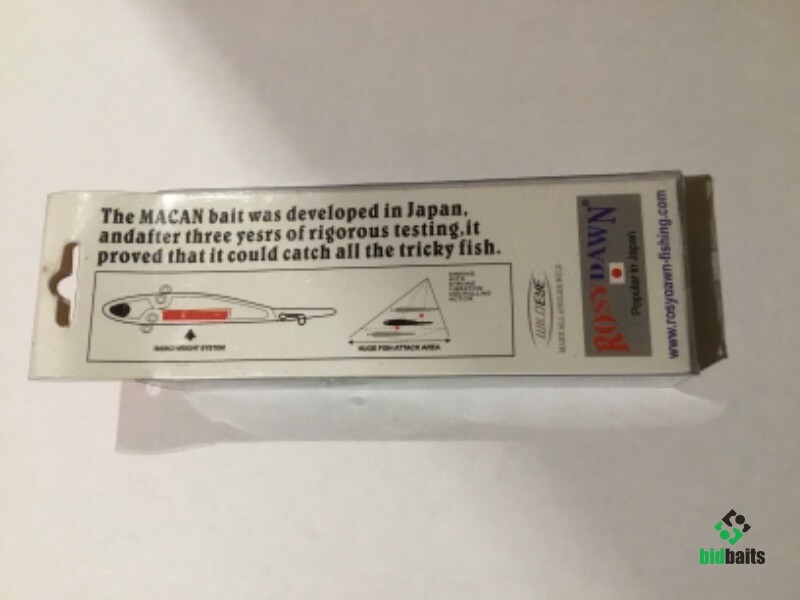 The MACAN bait was developed in Japan,
andafter three yesrs of rigorous testing,it
proved that it could catch all the tricky fish.
HUGE FISH ATTACK AREA
WILDEYE
ROSY DAWN®
Popular in Japan
www.rosydawn-fishing.com
bidbaits